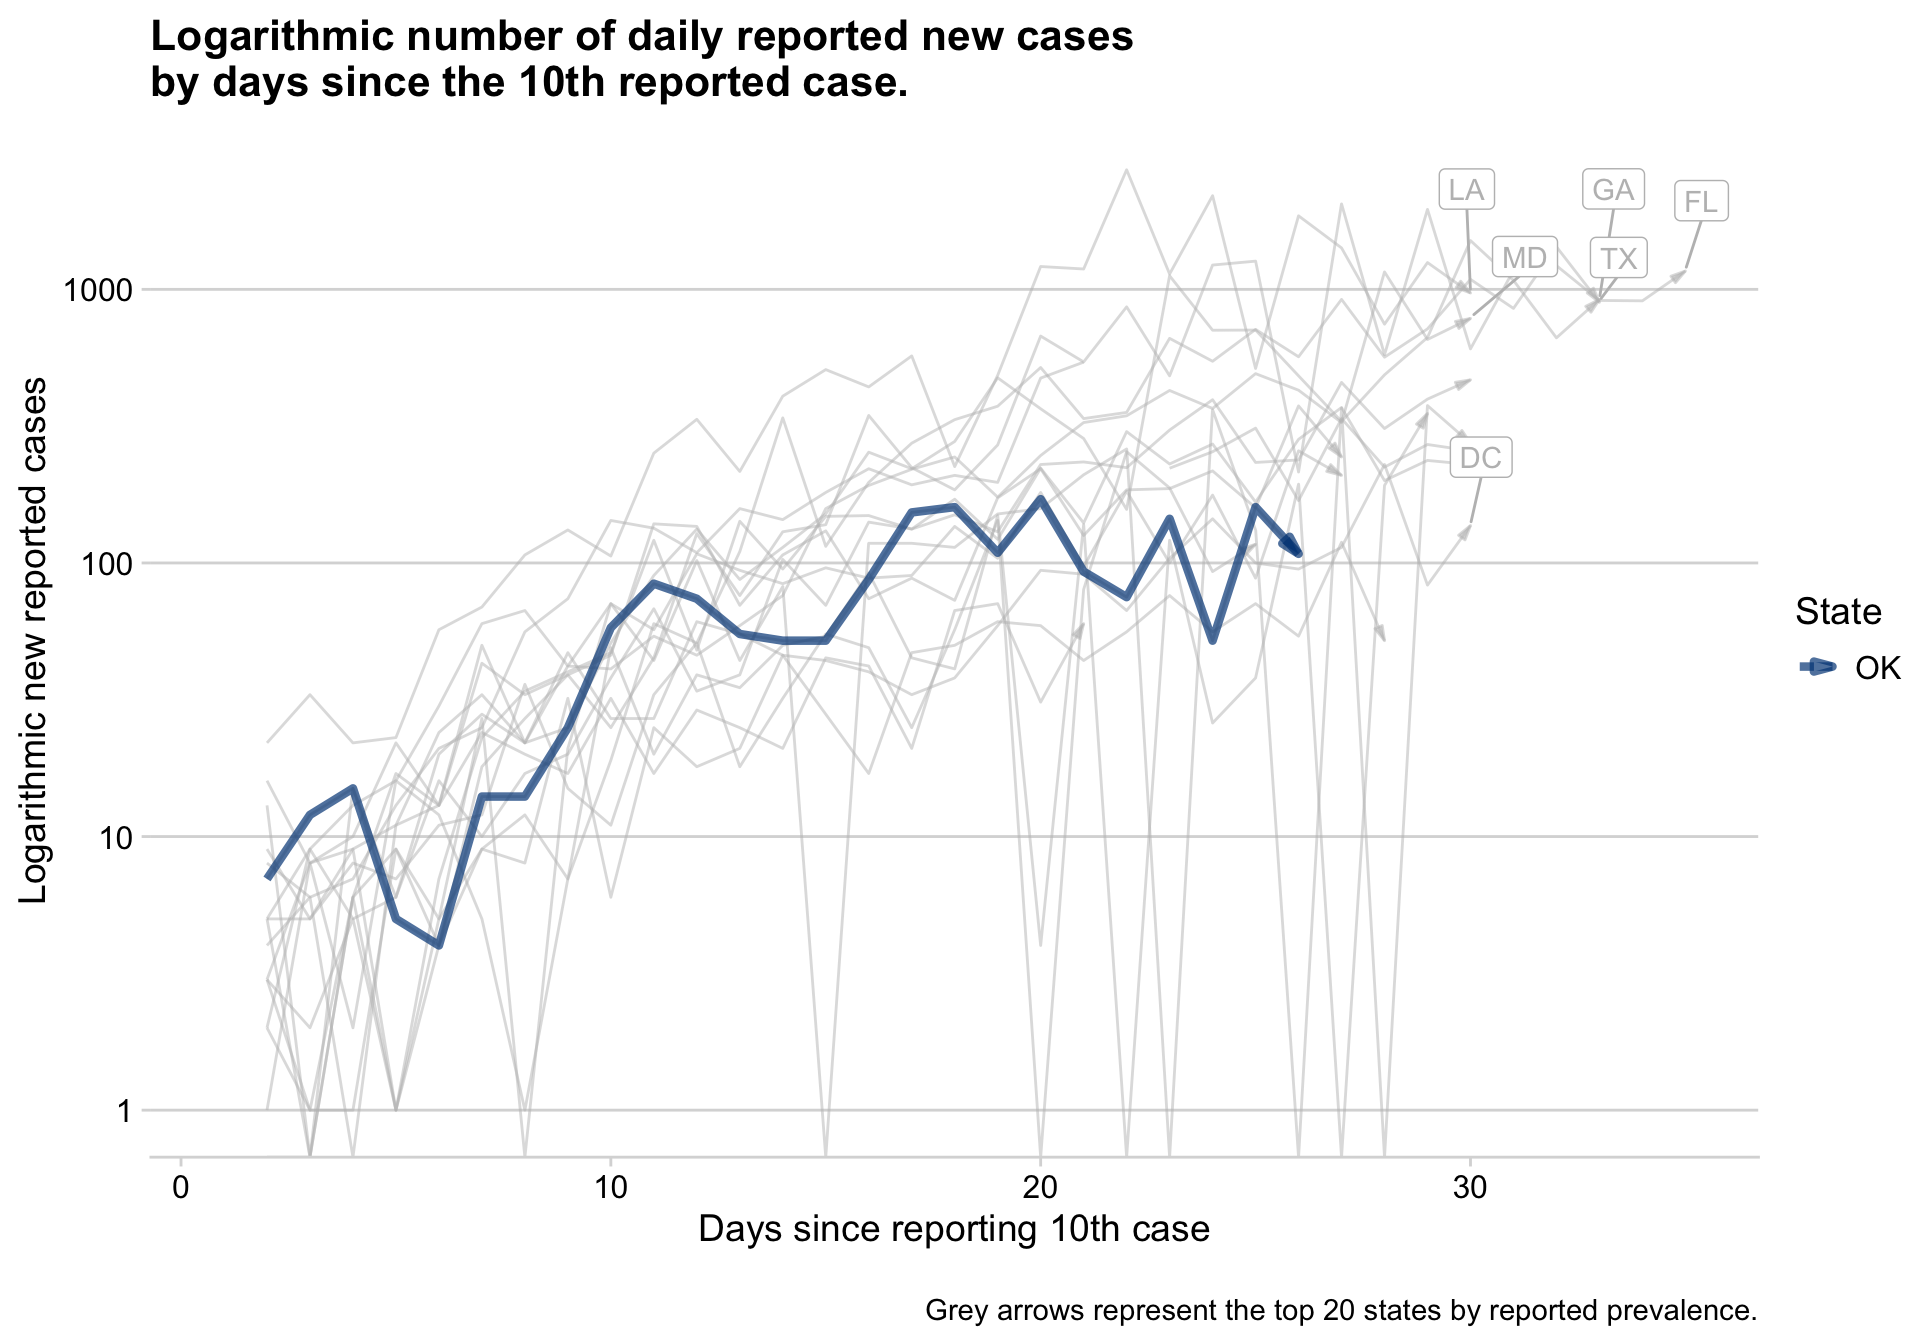 Logarithmic number of daily reported new cases
by days since the 10th reported case.
LA
GA
FL
MD
TX
1000
DC
100
10
1
Logarithmic new reported cases
State
OK
0
10
20
30
Days since reporting 10th case
Grey arrows represent the top 20 states by reported prevalence.